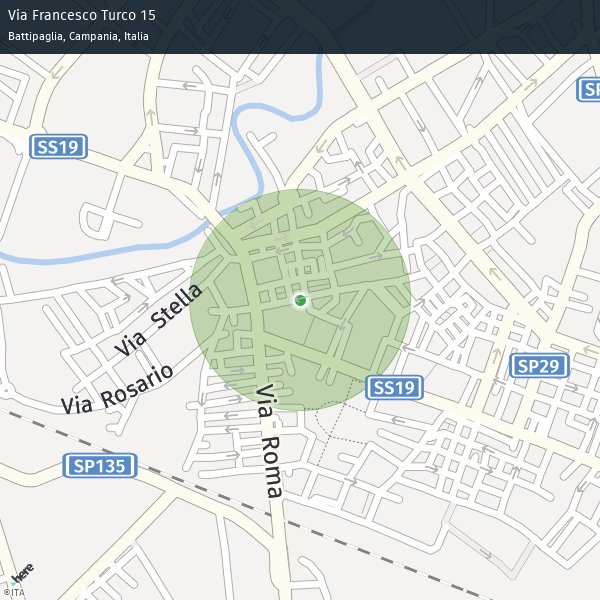 Via Francesco Turco 15
Battipaglia, Campania, Italia
SP
SS19
Via Stella
Via Rosario
SP29
SS19
Via Roma
SP135
here
©ITA